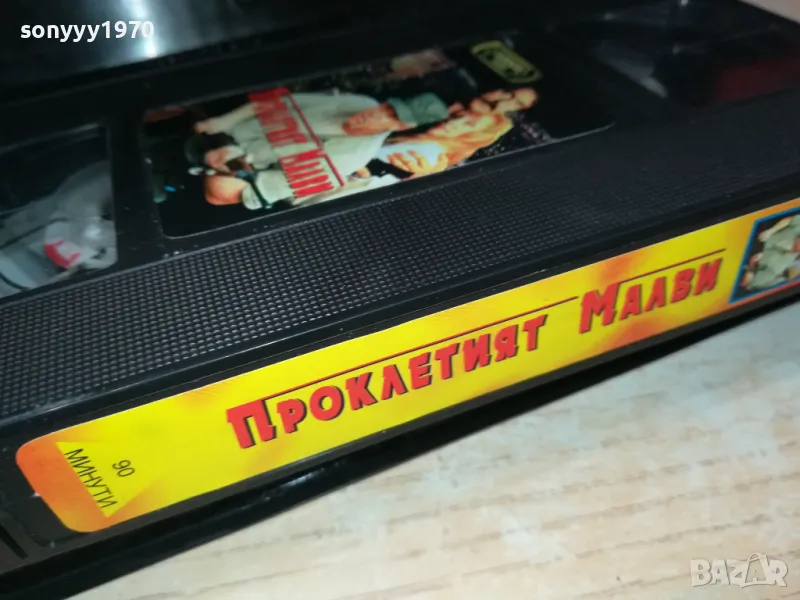 sonyyy1970
ПРОКЛЕТИЯТ МАЛВИ
ПРОКЛЕТИЯТ МАЛВИ
90
МИНУТИ
BAZAR